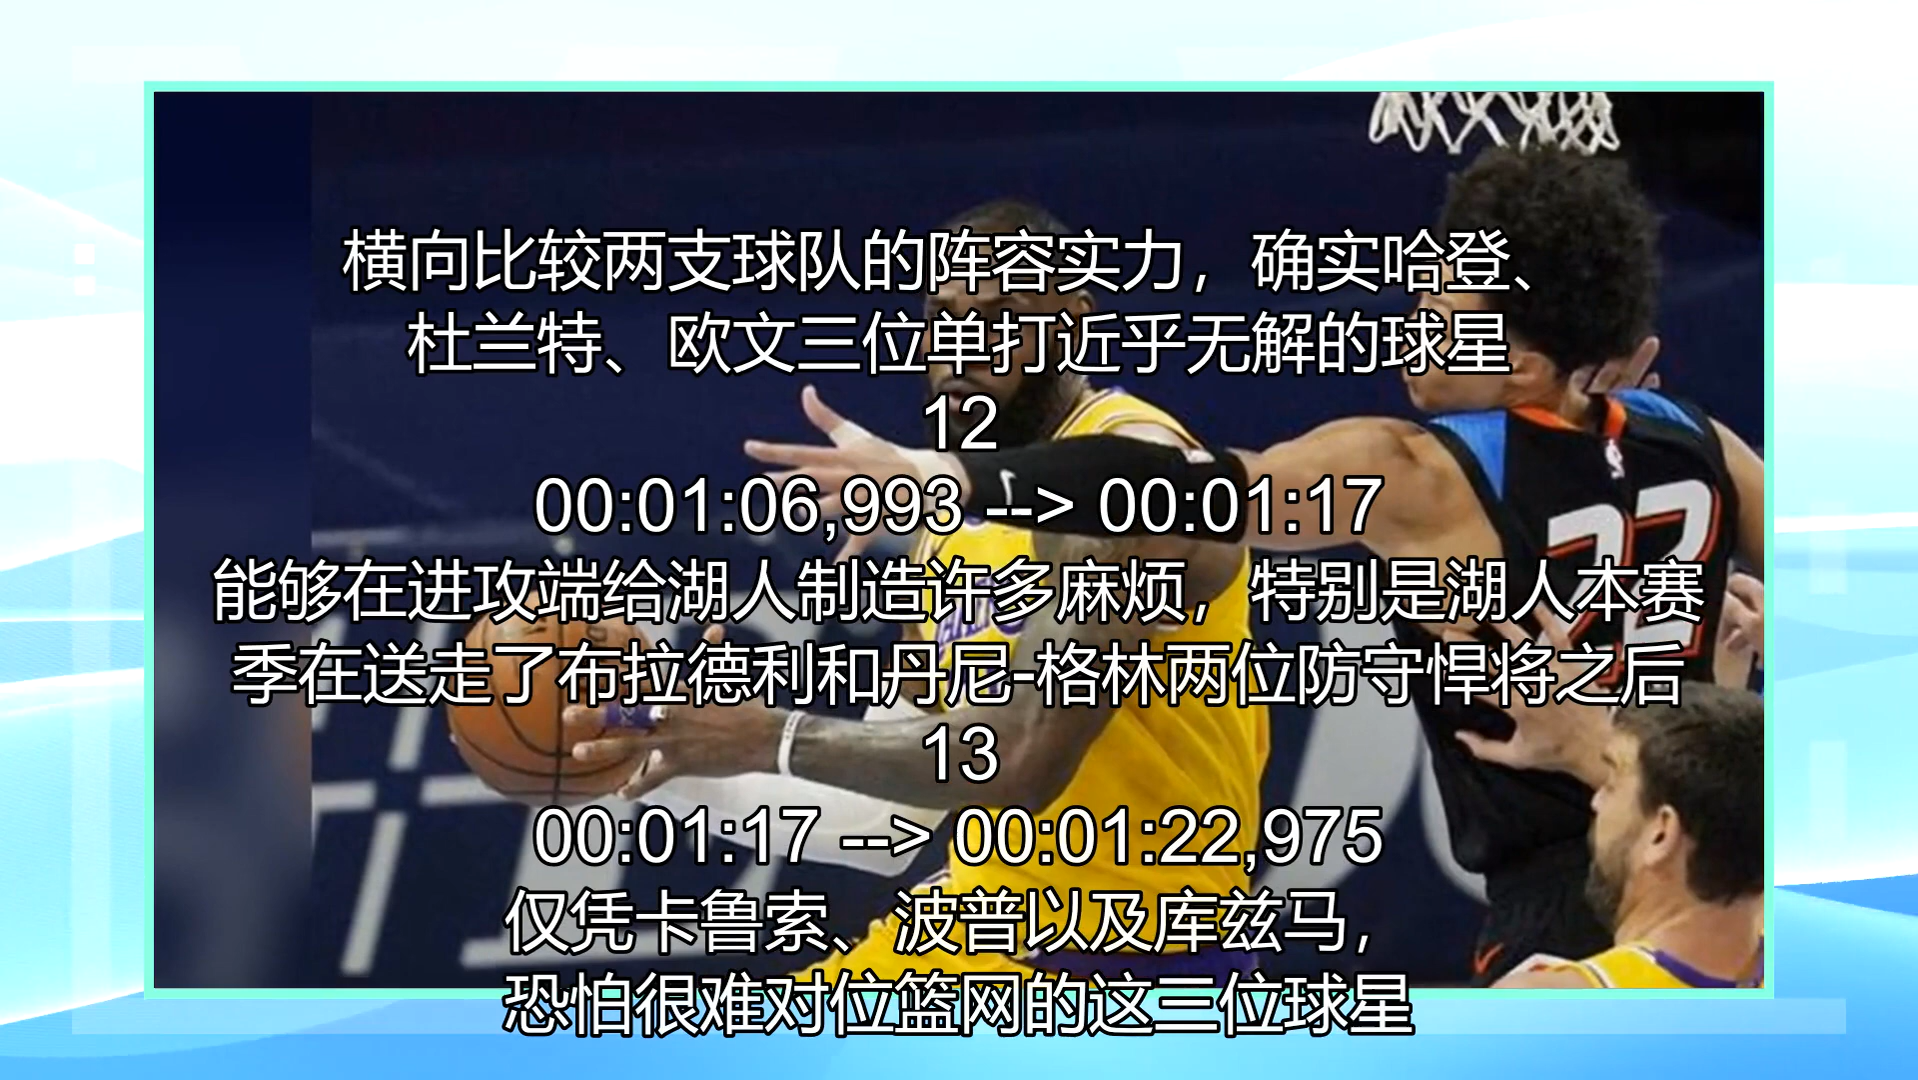 横向比较两支球队的阵容实力，确实哈登、
杜兰特、欧文三位单打近乎无解的球星
12
00:01:06,993 --> 00:01:17
能够在进攻端给湖人制造许多麻烦，特别是湖人本赛
季在送走了布拉德利和丹尼-格林两位防守悍将之后
13
00:01:17 --> 00:01:22,975
仅凭卡鲁索、波普以及库兹马，
恐怕很难对位篮网的这三位球星
22